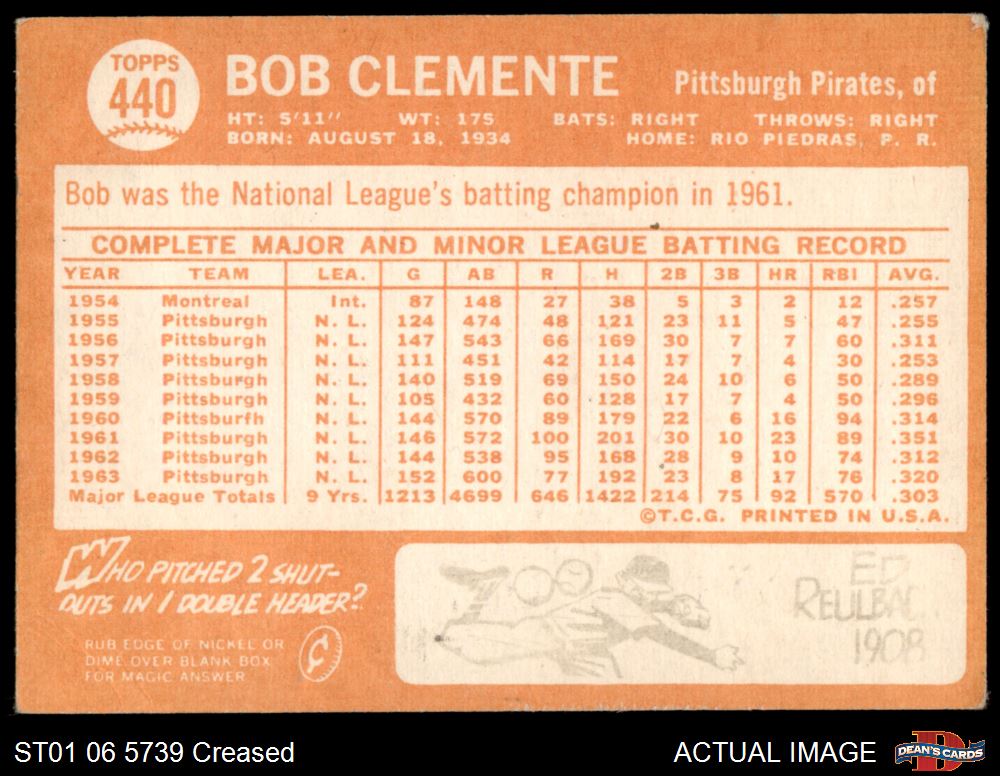 TOPPS
440
BOB CLEMENTE Pittsburgh Pirates, of
HT: 5'11" WT: 175 BATS: RIGHT THROWS: RIGHT
BORN: AUGUST 18, 1934 HOME: RIO PIEDRAS, P. R.
Bob was the National League's batting champion in 1961.
COMPLETE MAJOR AND MINOR LEAGUE BATTING RECORD
YEAR TEAM LEA. G AB R H 2B 3B HR RBI AVG.
1954 Montreal Int. 87 148 27 38 5 3 2 12 .257
1955 Pittsburgh N. L. 124 474 48 121 23 11 5 47 .255
1956 Pittsburgh N. L. 147 543 66 169 30 7 7 60 .311
1957 Pittsburgh N. L. 111 451 42 114 17 7 4 30 .253
1958 Pittsburgh N. L. 140 519 69 150 24 10 6 50 .289
1959 Pittsburgh N. L. 105 432 60 128 17 7 4 50 .296
1960 Pittsburfh N. L. 144 570 89 179 22 6 16 94 .314
1961 Pittsburgh N. L. 146 572 100 201 30 10 23 89 .351
1962 Pittsburgh N. L. 144 538 95 168 28 9 10 74 .312
1963 Pittsburgh N. L. 152 600 77 192 23 8 17 76 .320
Major League Totals 9 Yrs. 1213 4699 646 1422 214 75 92 570 .303
©T.C.G. PRINTED IN U.S.A.
WHO PITCHED 2 SHUT-
OUTS IN 1 DOUBLE HEADER?
RUB EDGE OF NICKEL OR
DIME OVER BLANK BOX
FOR MAGIC ANSWER
¢
ED
REULBAC
1908
ST01 06 5739 Creased ACTUAL IMAGE
D
DEAN'S CARDS